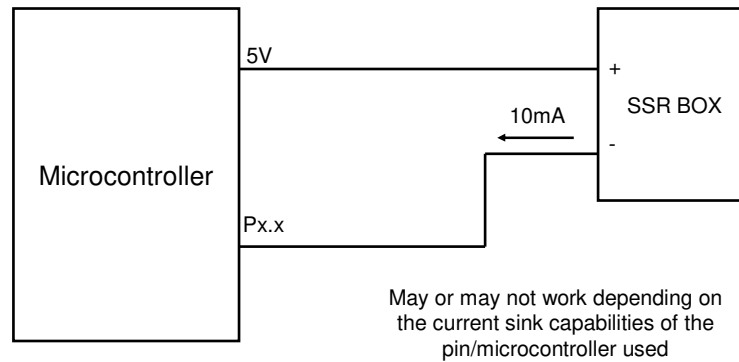 5V
+
10mA
SSR BOX
-
Microcontroller
Px.x
May or may not work depending on
the current sink capabilities of the
pin/microcontroller used